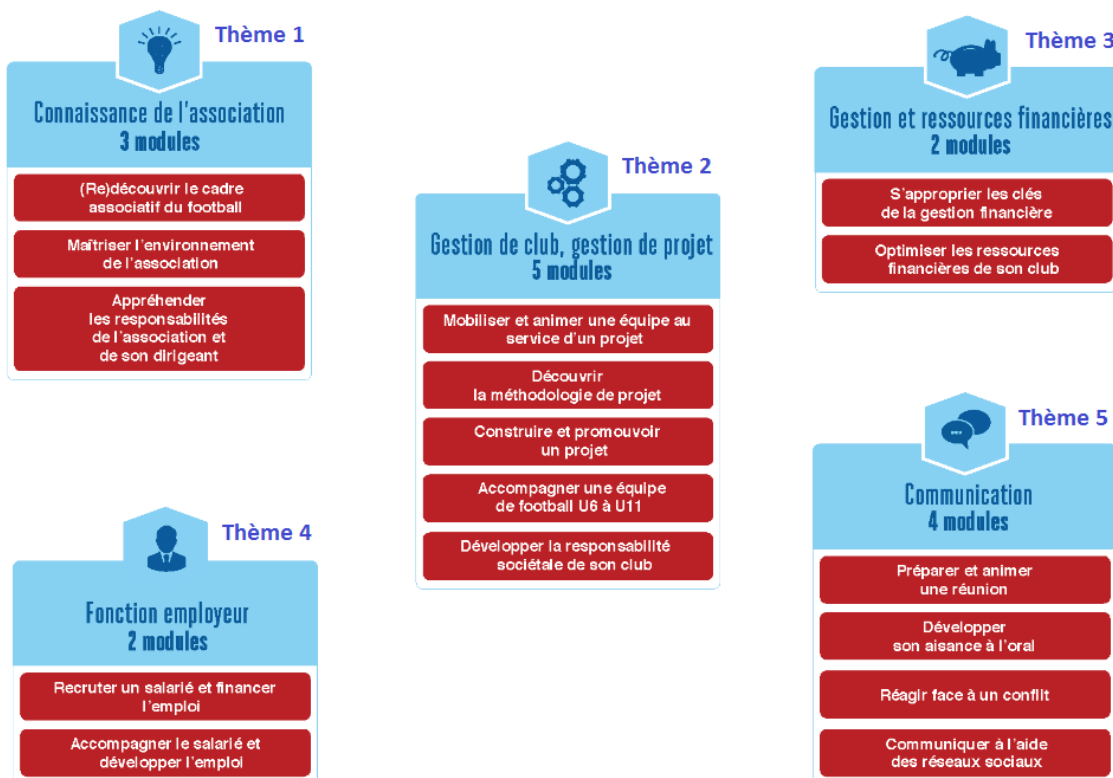 Thème 1
Connaissance de l'association
3 modules
(Re)découvrir le cadre
associatif du football
Maîtriser l'environnement
de l'association
Appréhender
les responsabilités
de l'association et
de son dirigeant
Thème 2
Gestion de club, gestion de projet
5 modules
Mobiliser et animer une équipe au
service d'un projet
Découvrir
la méthodologie de projet
Construire et promouvoir
un projet
Accompagner une équipe
de football U6 à U11
Développer la responsabilité
sociétale de son club
Thème 3
Gestion et ressources financières
2 modules
S'approprier les clés
de la gestion financière
Optimiser les ressources
financières de son club
Thème 4
Fonction employeur
2 modules
Recruter un salarié et financer
l'emploi
Accompagner le salarié et
développer l'emploi
Thème 5
Communication
4 modules
Préparer et animer
une réunion
Développer
son aisance à l'oral
Réagir face à un conflit
Communiquer à l'aide
des réseaux sociaux